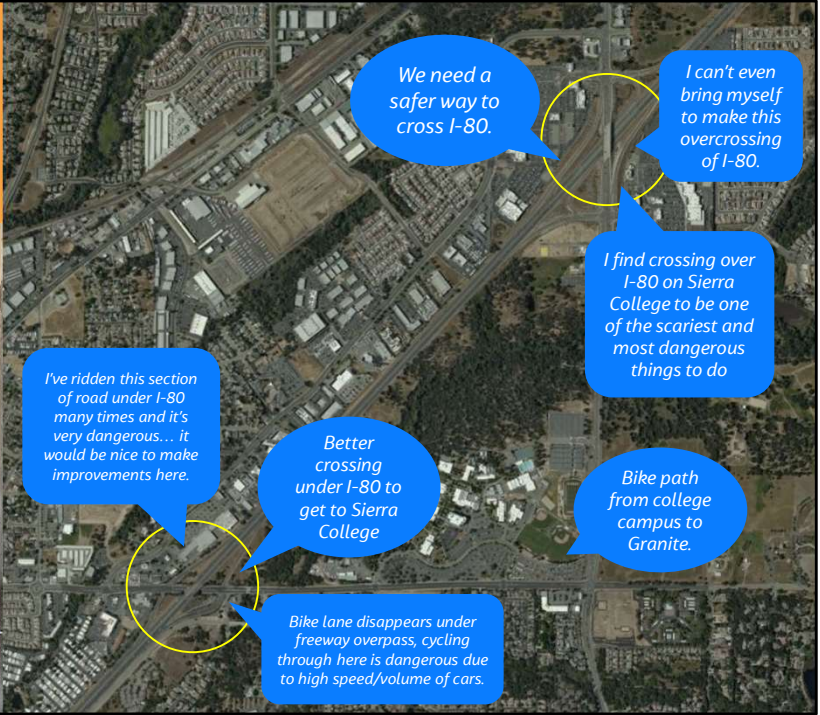 We need a
safer way to
cross I-80.
I can't even
bring myself
to make this
overcrossing
of I-80.
I find crossing over
I-80 on Sierra
College to be one
of the scariest and
most dangerous
things to do
I've ridden this section
of road under I-80
many times and it's
very dangerous... it
would be nice to make
improvements here.
Better
crossing
under I-80 to
get to Sierra
College
Bike path
from college
campus to
Granite.
Bike lane disappears under
freeway overpass, cycling
through here is dangerous due
to high speed/volume of cars.